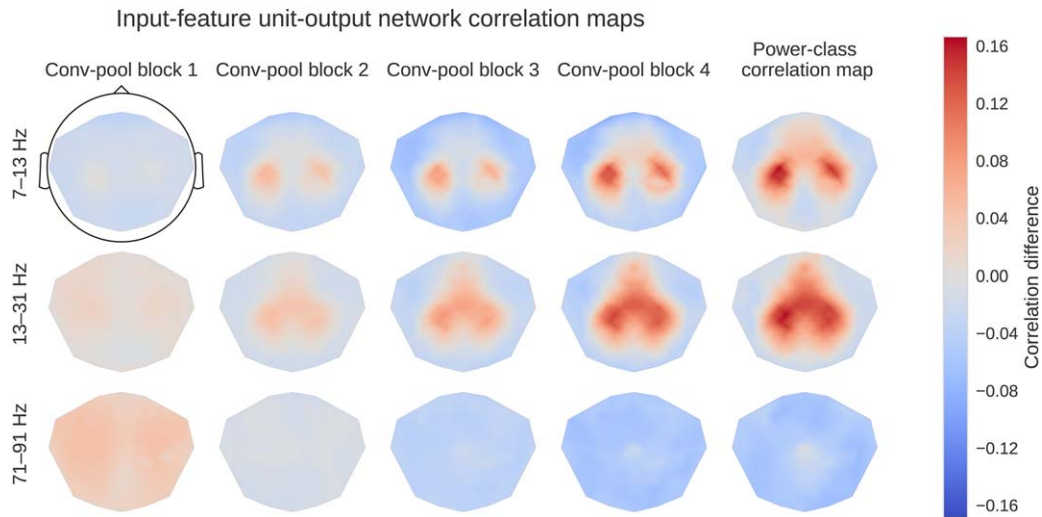 Input-feature unit-output network correlation maps
Conv-pool block 1
Conv-pool block 2
Conv-pool block 3
Conv-pool block 4
Power-class
correlation map
7–13 Hz
13–31 Hz
71–91 Hz
0.16
0.12
0.08
0.04
0.00
−0.04
−0.08
−0.12
−0.16
Correlation difference